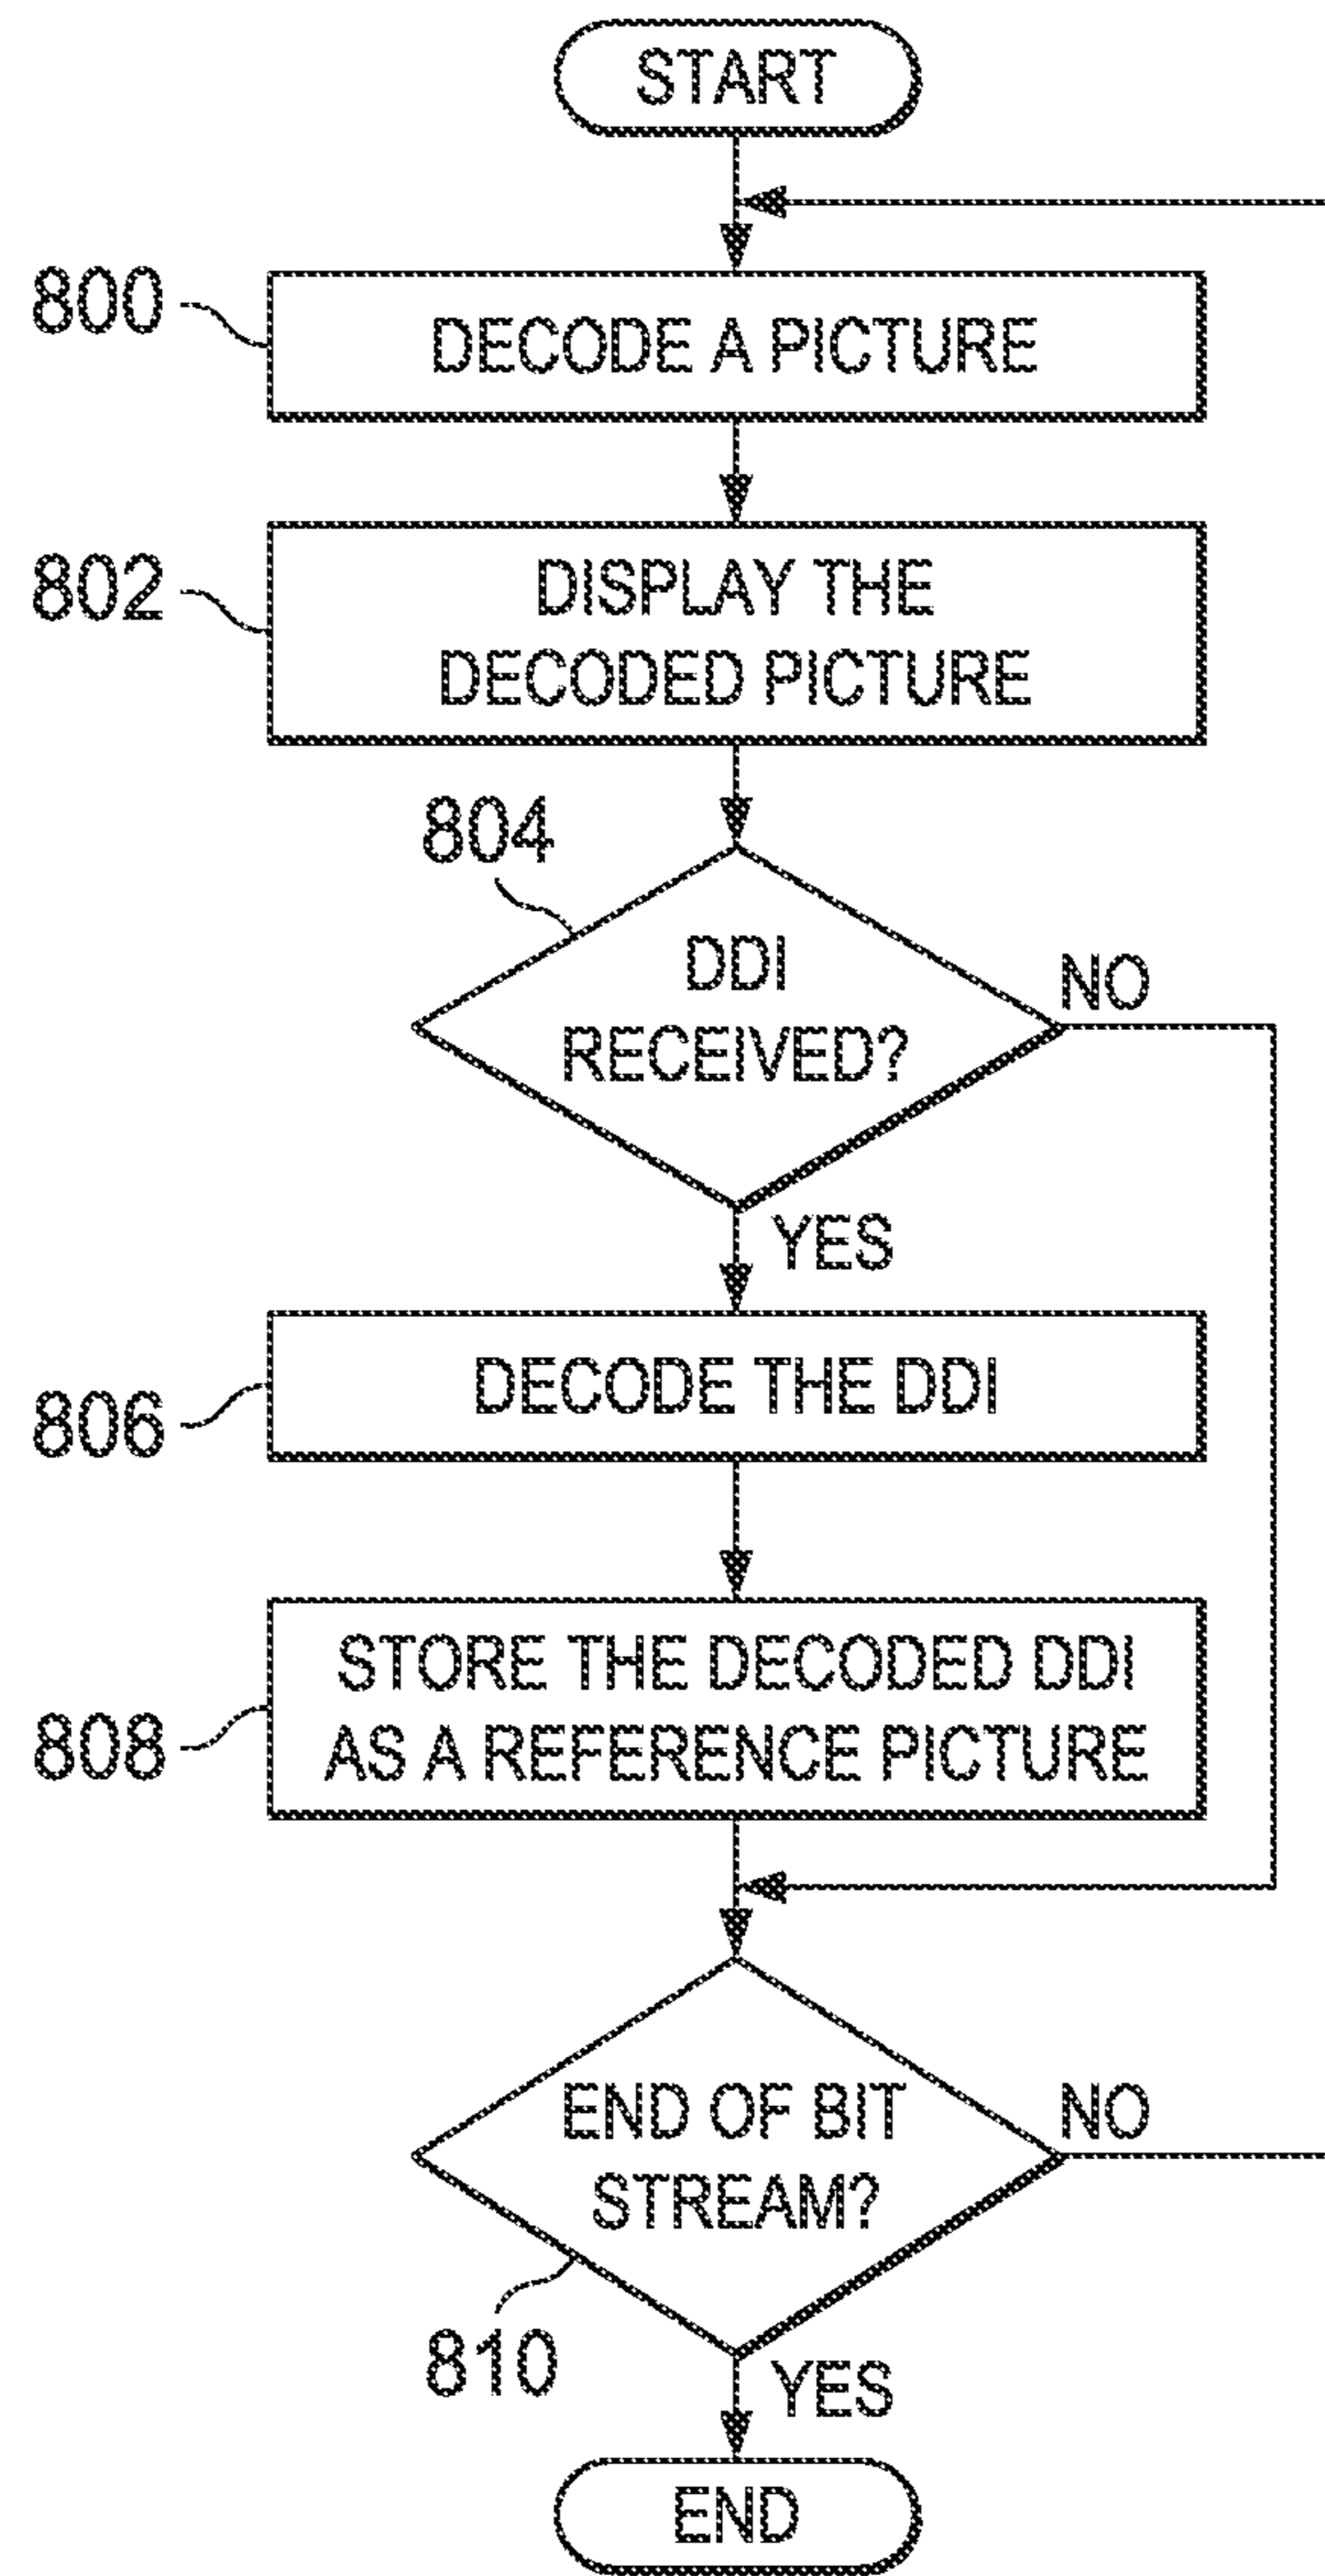 START
800
DECODE A PICTURE
802
DISPLAY THE
DECODED PICTURE
804
DDI
RECEIVED?
NO
YES
806
DECODE THE DDI
808
STORE THE DECODED DDI
AS A REFERENCE PICTURE
END OF BIT
STREAM?
NO
810
YES
END